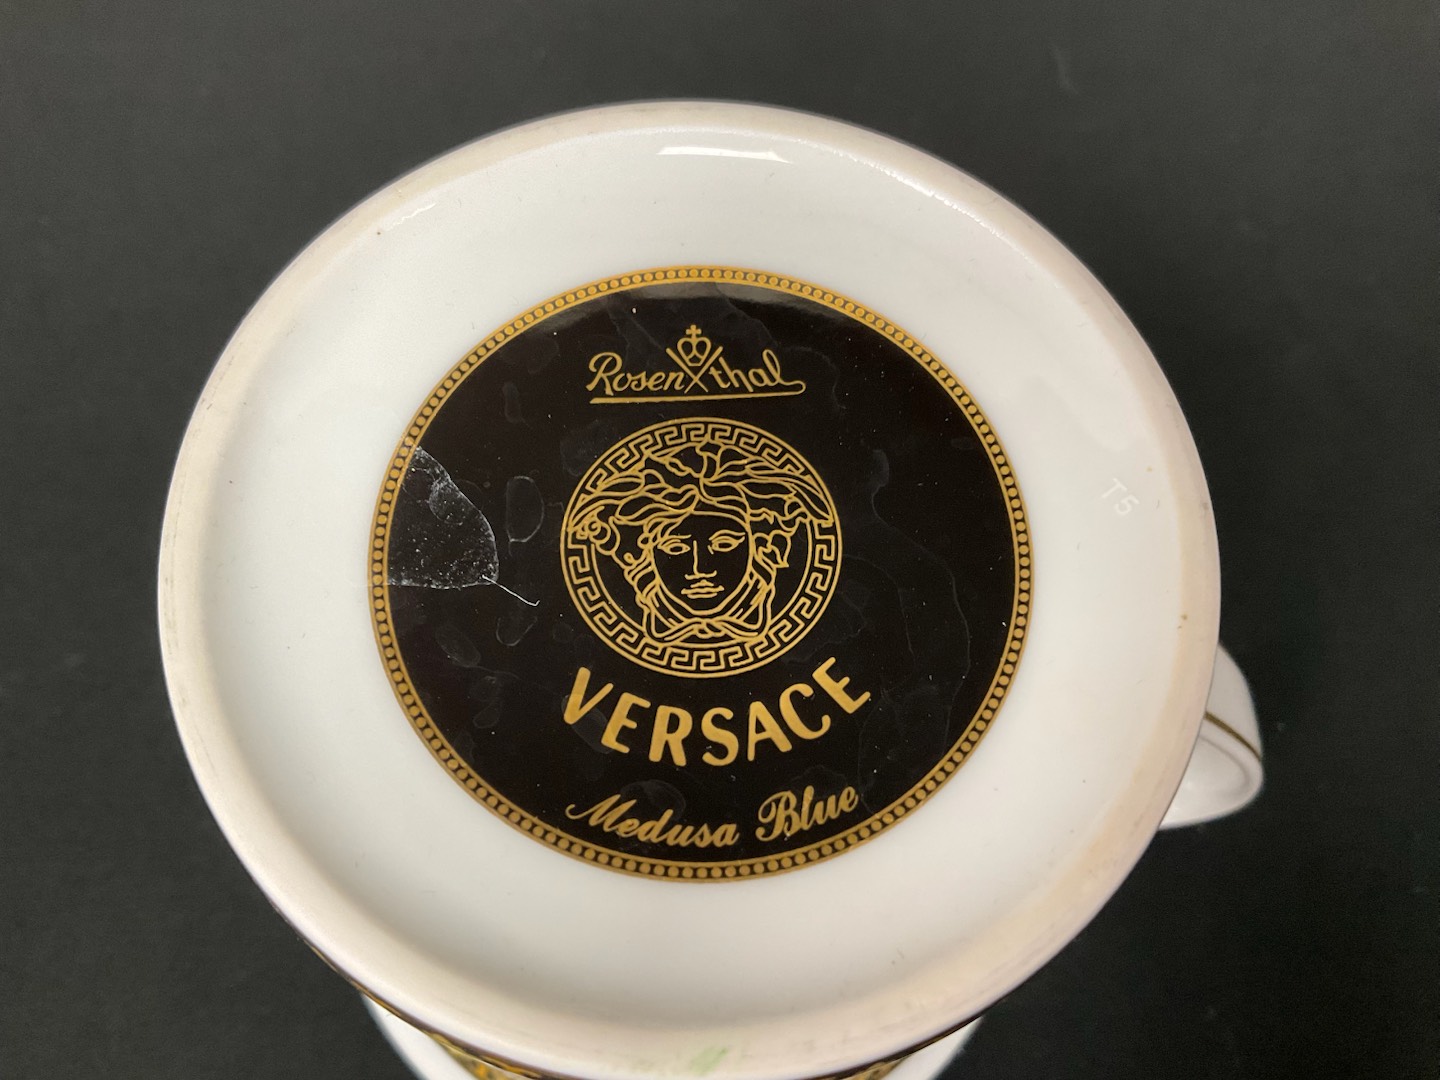 Rosenthal
VERSACE
Medusa Blue
T5